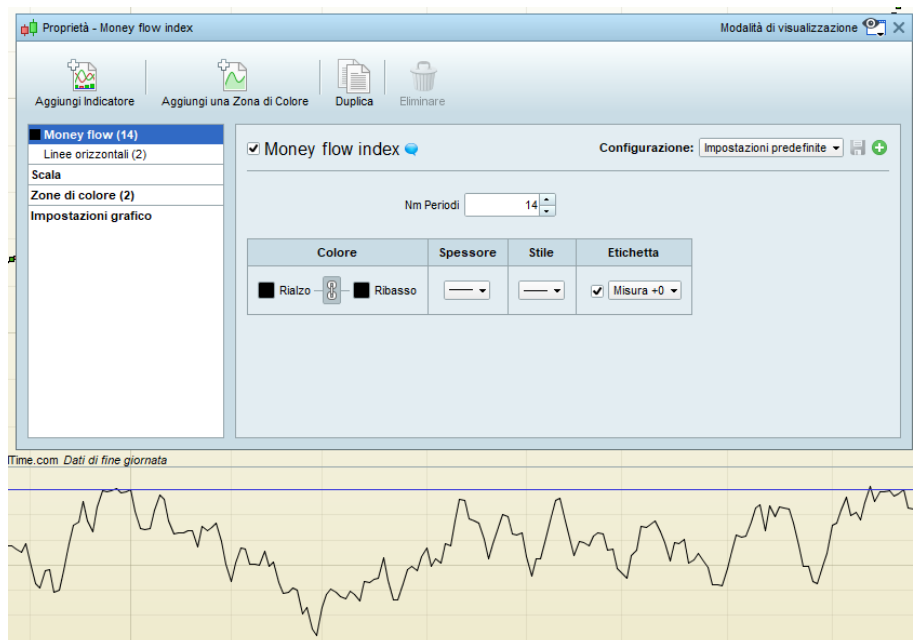 Proprietà - Money flow index
Modalità di visualizzazione
Aggiungi Indicatore
Aggiungi una Zona di Colore
Duplica
Eliminare
Money flow (14)
Linee orizzontali (2)
Scala
Zone di colore (2)
Impostazioni grafico
Money flow index
Configurazione:
Impostazioni predefinite
Nm Periodi
14
Colore
Spessore
Stile
Etichetta
Rialzo
Ribasso
Misura +0
Time.com Dati di fine giornata